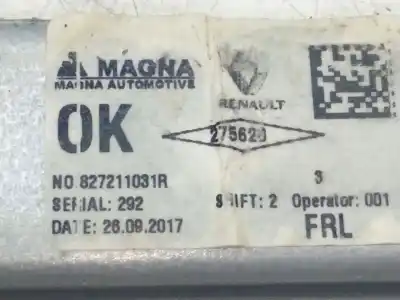 MAGNA
MAGNA AUTOMOTIVE
RENAULT
OK
275620
NO 827211031R
3
SERIAL: 292
SHIFT: 2 Operator: 001
DATE: 26.09.2017
FRL